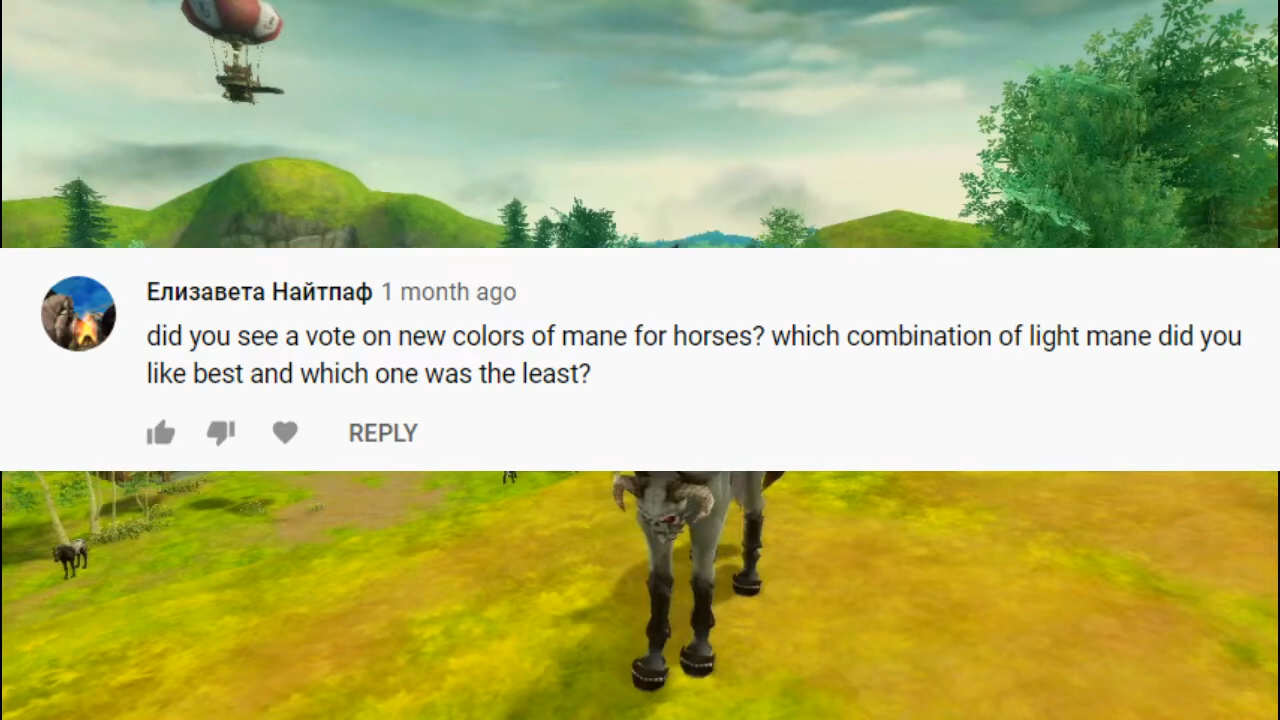 Елизавета Найтпаф 1 month ago
did you see a vote on new colors of mane for horses? which combination of light mane did you
like best and which one was the least?
REPLY